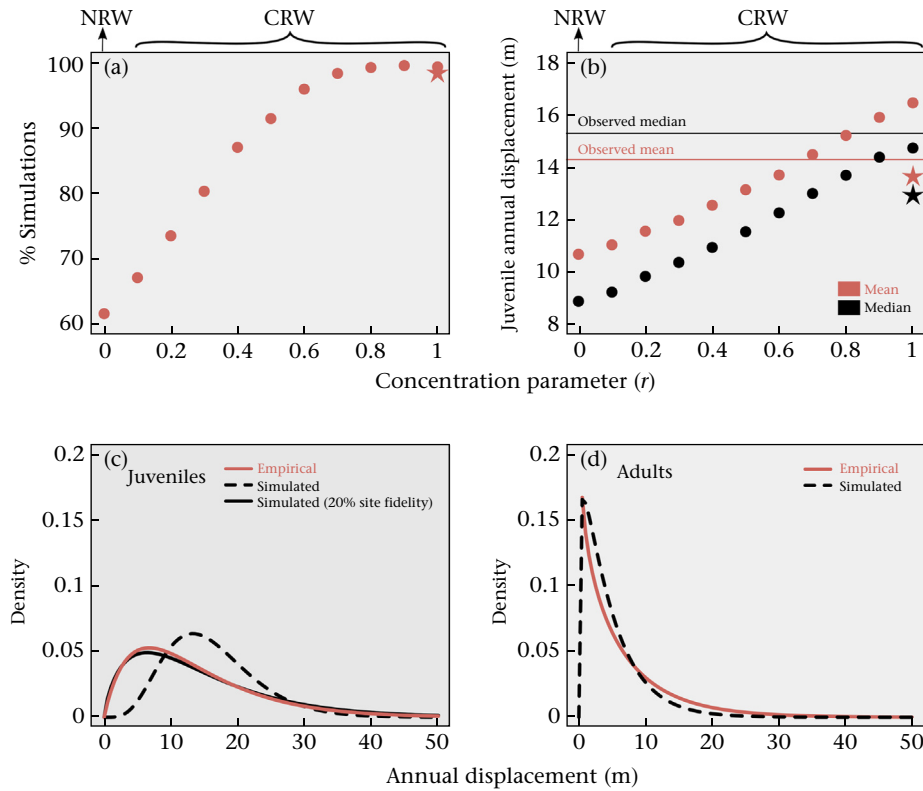 NRW
CRW
(a)
100
90
80
70
60
% Simulations
0
0.2
0.4
0.6
0.8
1
NRW
CRW
(b)
18
16
14
12
10
8
Juvenile annual displacement (m)
Observed median
Observed mean
Mean
Median
0
0.2
0.4
0.6
0.8
1
Concentration parameter (r)
(c)
Juveniles
Empirical
Simulated
Simulated (20% site fidelity)
0.2
0.15
0.1
0.05
0
Density
0
10
20
30
40
50
(d)
Adults
Empirical
Simulated
0.2
0.15
0.1
0.05
0
Density
0
10
20
30
40
50
Annual displacement (m)